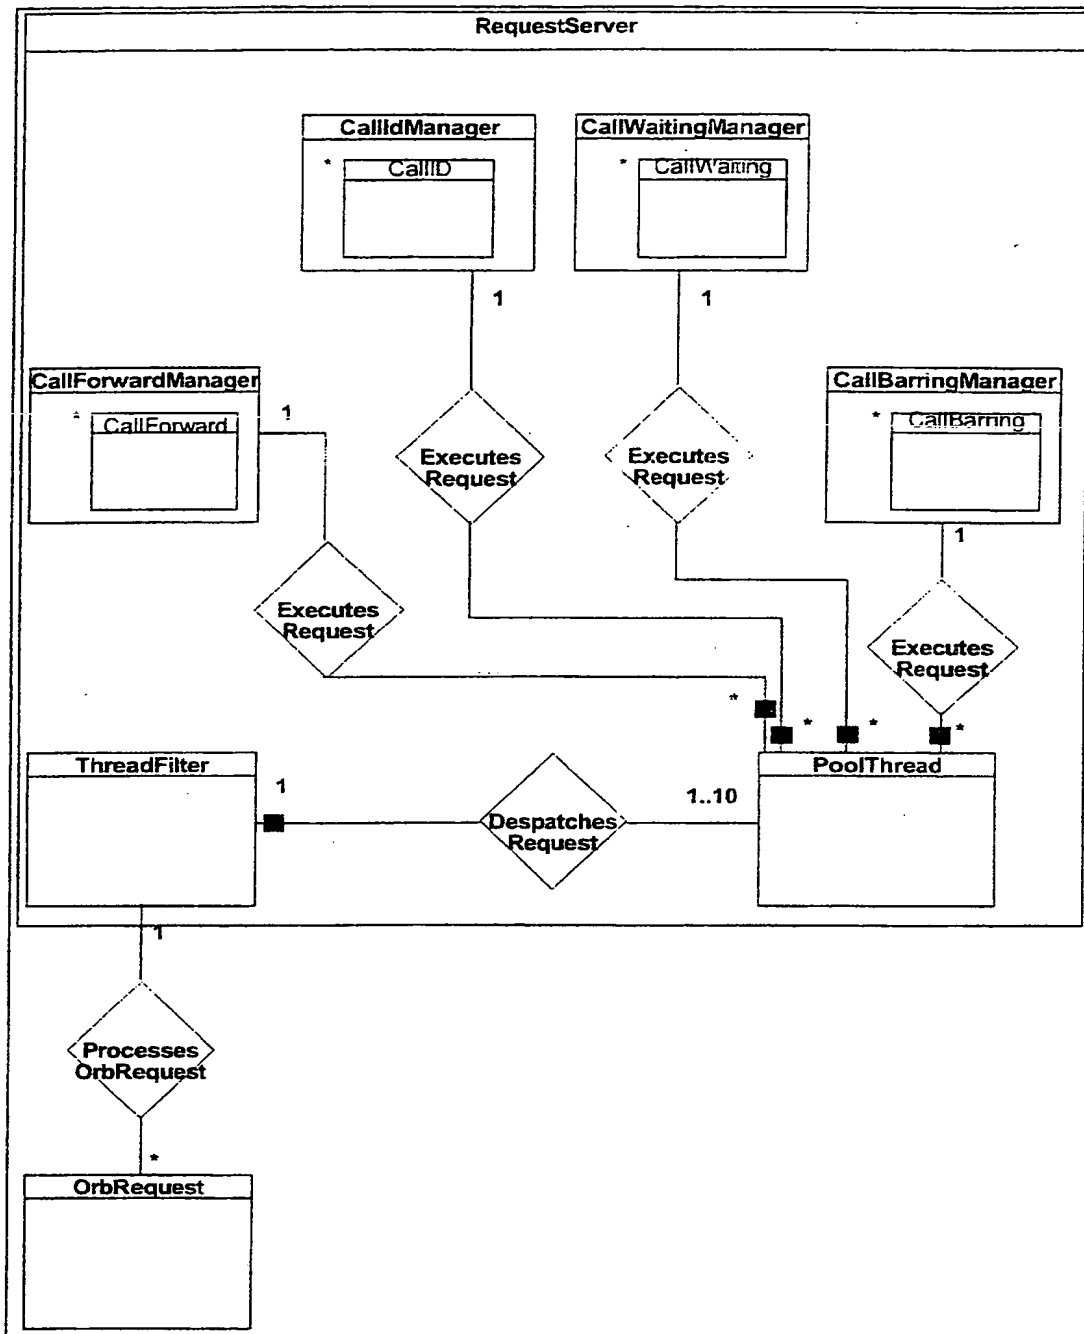 RequestServer
CallIdManager
* CallID
CallWaitingManager
* CallWaiting
1
1
CallForwardManager
* CallForward
1
CallBarringManager
* CallBarring
1
Executes
Request
Executes
Request
Executes
Request
Executes
Request
*
*
*
*
ThreadFilter
1
Despatches
Request
1..10
PoolThread
1
Processes
OrbRequest
*
OrbRequest